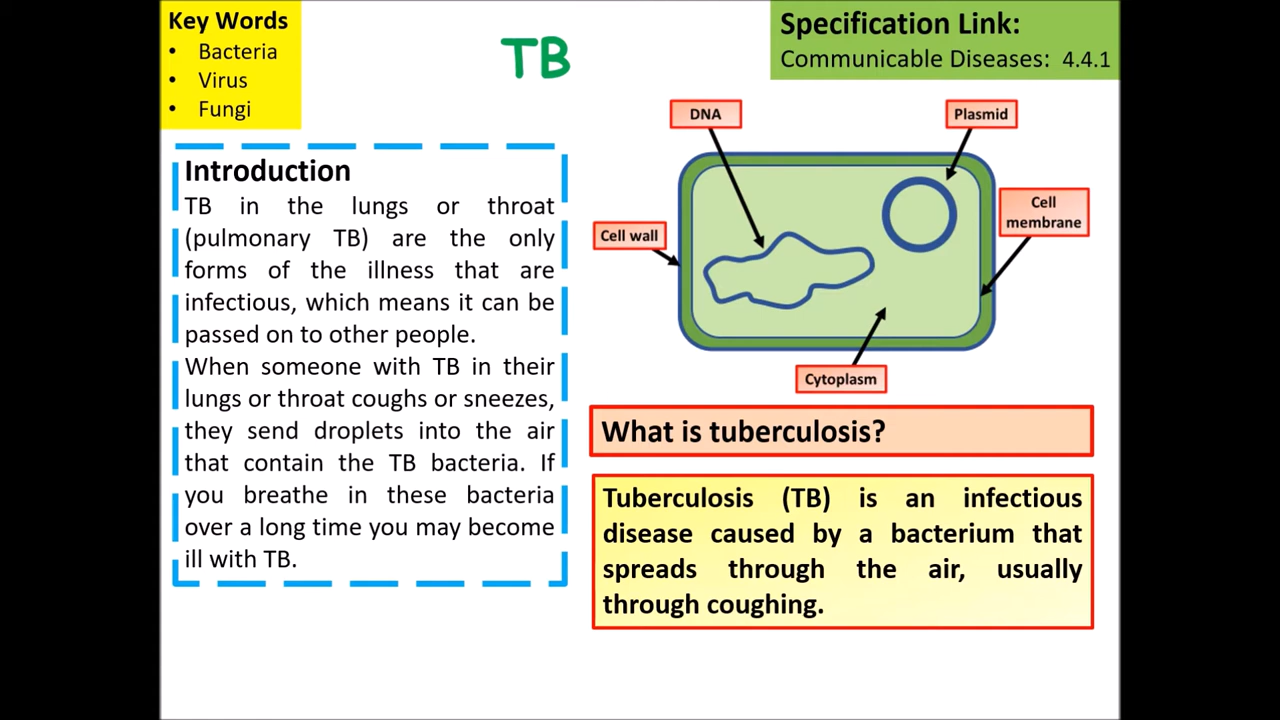 Key Words
• Bacteria
• Virus
• Fungi
TB
Specification Link:
Communicable Diseases: 4.4.1
Introduction
TB in the lungs or throat
(pulmonary TB) are the only
forms of the illness that are
infectious, which means it can be
passed on to other people.
When someone with TB in their
lungs or throat coughs or sneezes,
they send droplets into the air
that contain the TB bacteria. If
you breathe in these bacteria
over a long time you may become
ill with TB.
DNA
Plasmid
Cell wall
Cell
membrane
Cytoplasm
What is tuberculosis?
Tuberculosis (TB) is an infectious
disease caused by a bacterium that
spreads through the air, usually
through coughing.